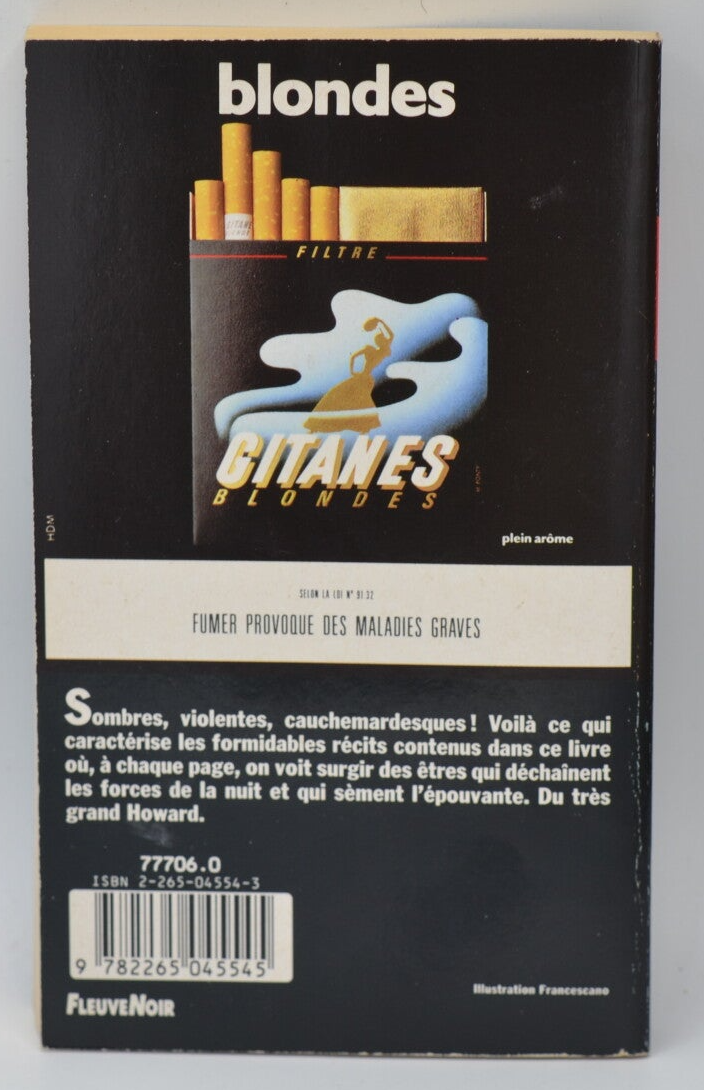 blondes
GITANE
BLONDE
FILTRE
GITANES
BLONDES
HDM
plein arôme
SELON LA LOI N° 91.32
FUMER PROVOQUE DES MALADIES GRAVES
Sombres, violentes, cauchemardesques ! Voilà ce qui
caractérise les formidables récits contenus dans ce livre
où, à chaque page, on voit surgir des êtres qui déchaînent
les forces de la nuit et qui sèment l'épouvante. Du très
grand Howard.
77706.0
ISBN 2-265-04554-3
9 782265 045545
Illustration Francescano
FLEUVE NOIR